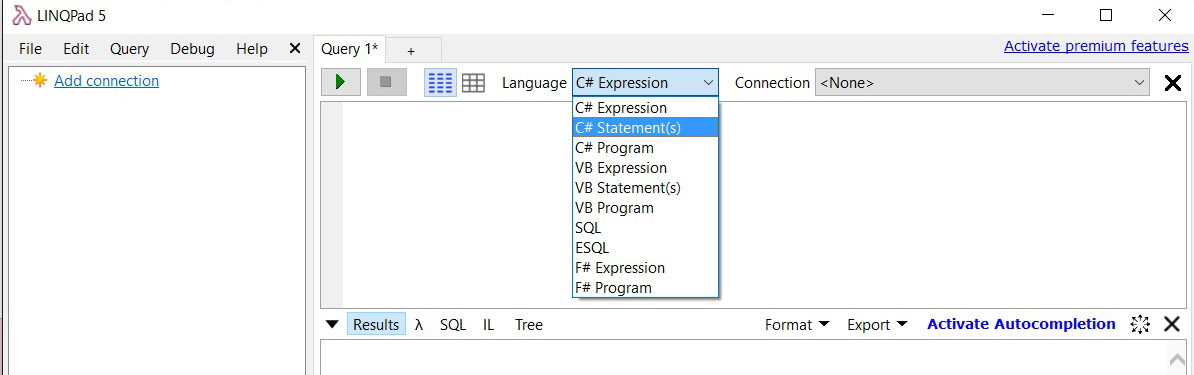 LINQPad 5
File Edit Query Debug Help
Query 1*
+
Activate premium features
Add connection
Language C# Expression Connection <None>
C# Expression
C# Statement(s)
C# Program
VB Expression
VB Statement(s)
VB Program
SQL
ESQL
F# Expression
F# Program
Results λ SQL IL Tree Format Export Activate Autocompletion